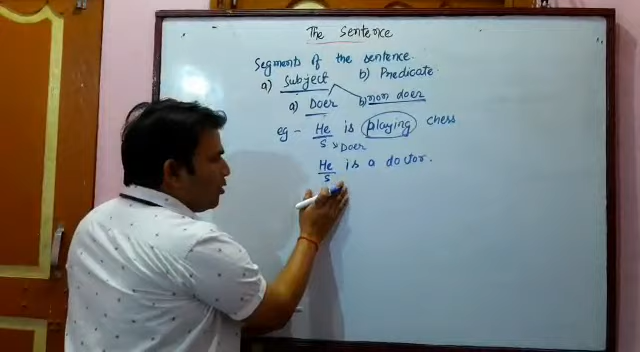 The Sentence
Segments of the sentence.
a) Subject b) Predicate
a) Doer b) non doer
eg - He is playing chess
S → Doer
He is a doctor.
S